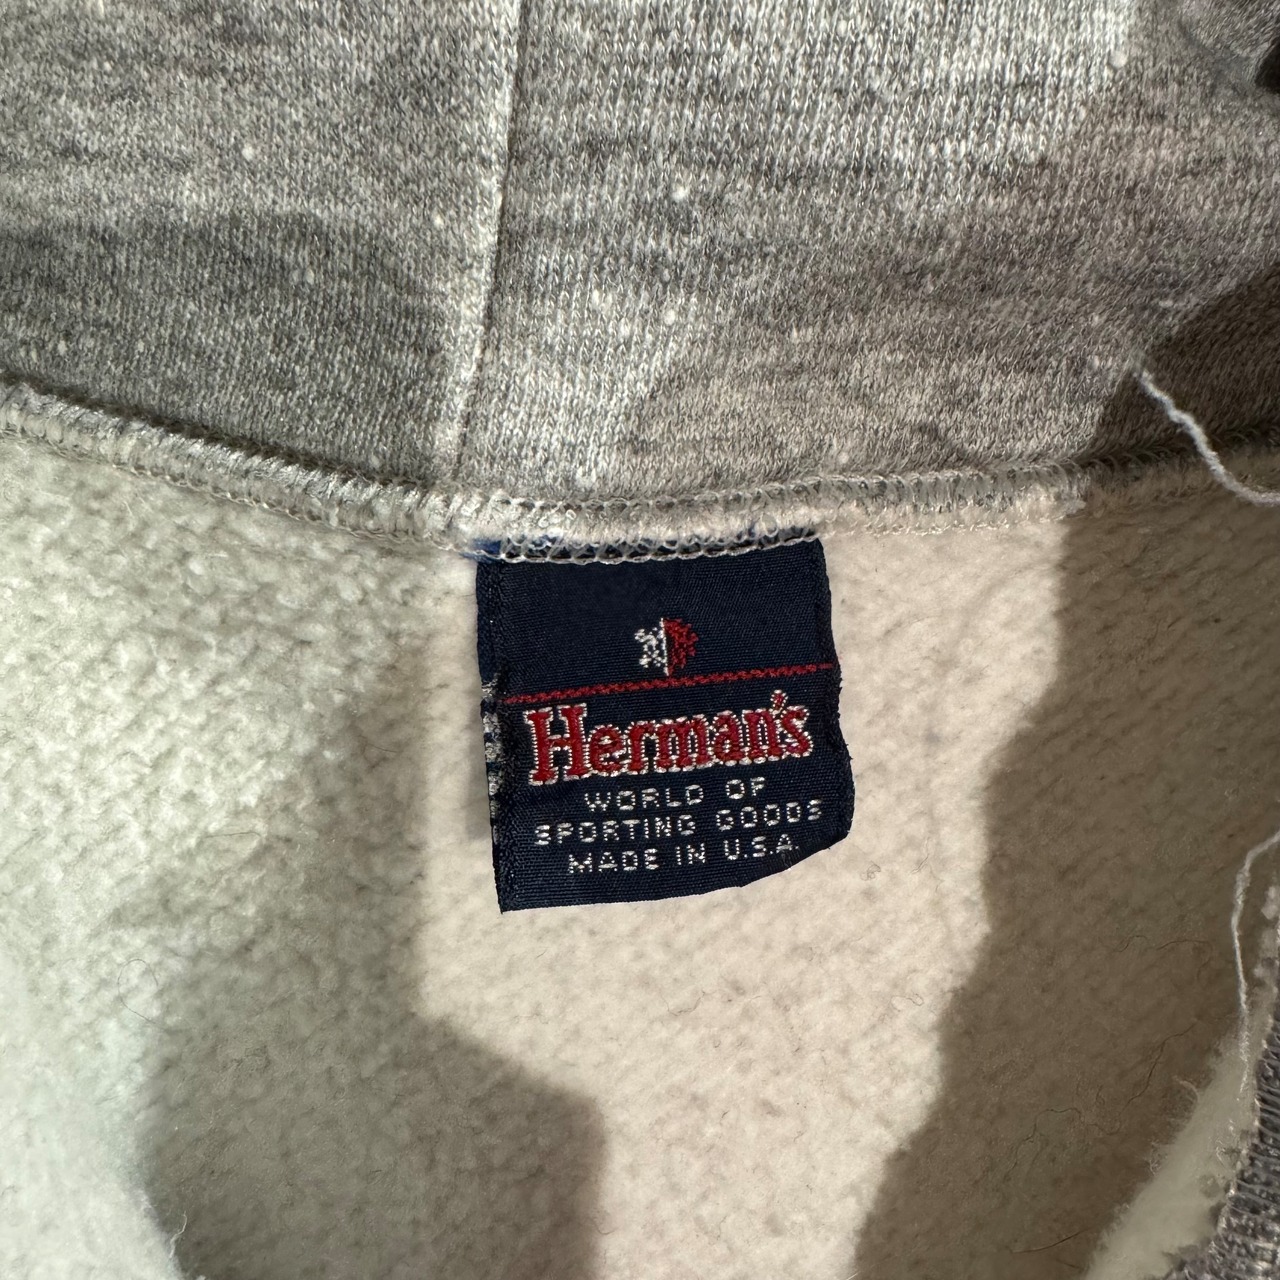 Herman's
WORLD OF
SPORTING GOODS
MADE IN U.S.A